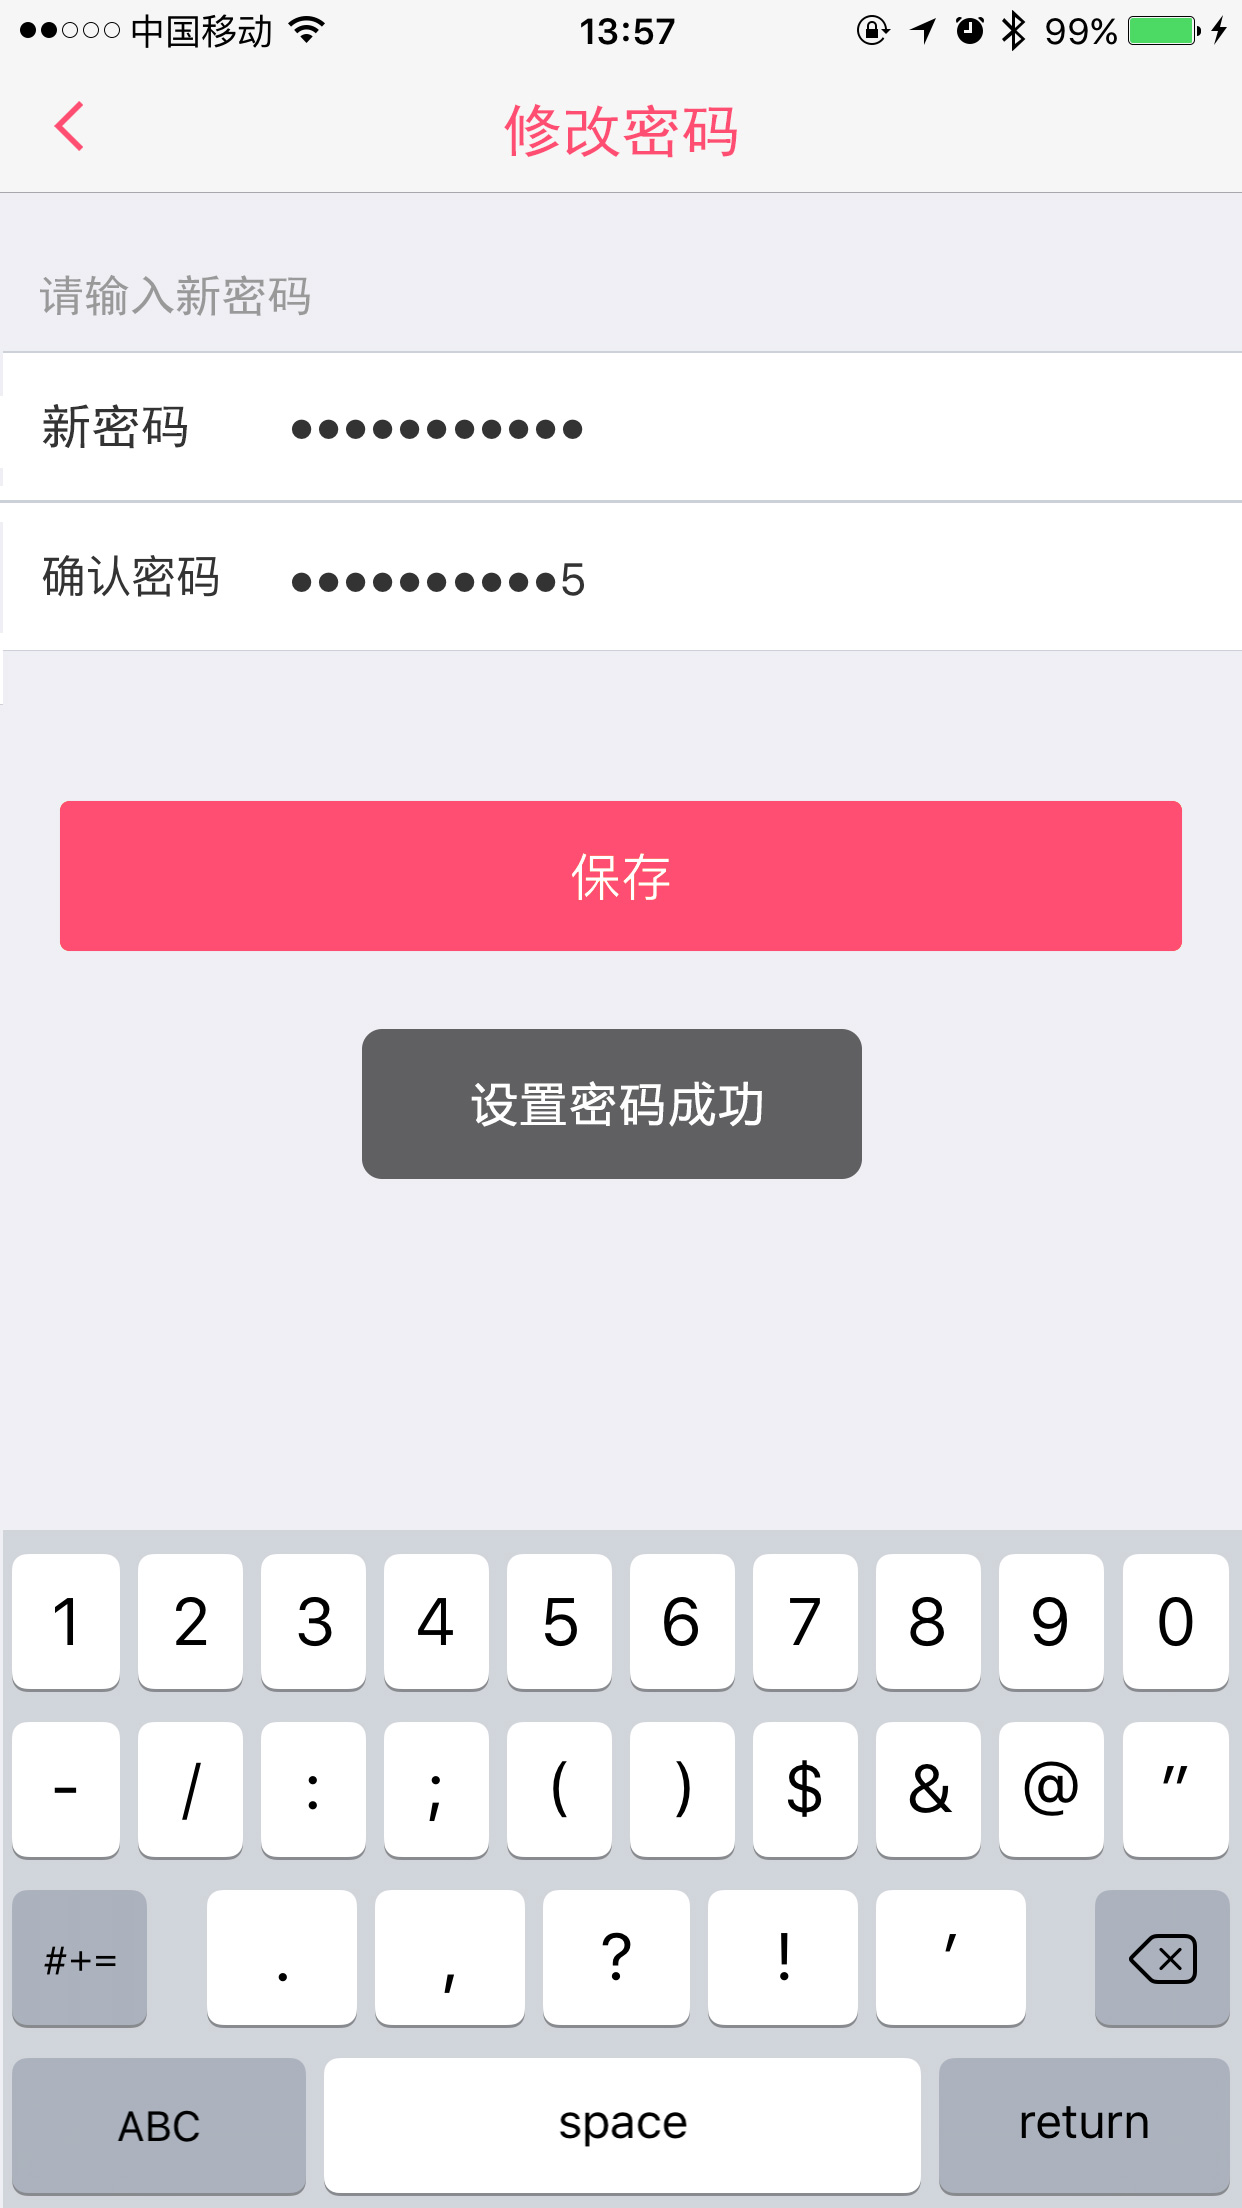 中国移动 13:57 99%
修改密码
请输入新密码
新密码 •••••••••••
确认密码 ••••••••••5
保存
设置密码成功
1 2 3 4 5 6 7 8 9 0
- / : ; ( ) $ & @ "
#+= . , ? ! '
ABC space return